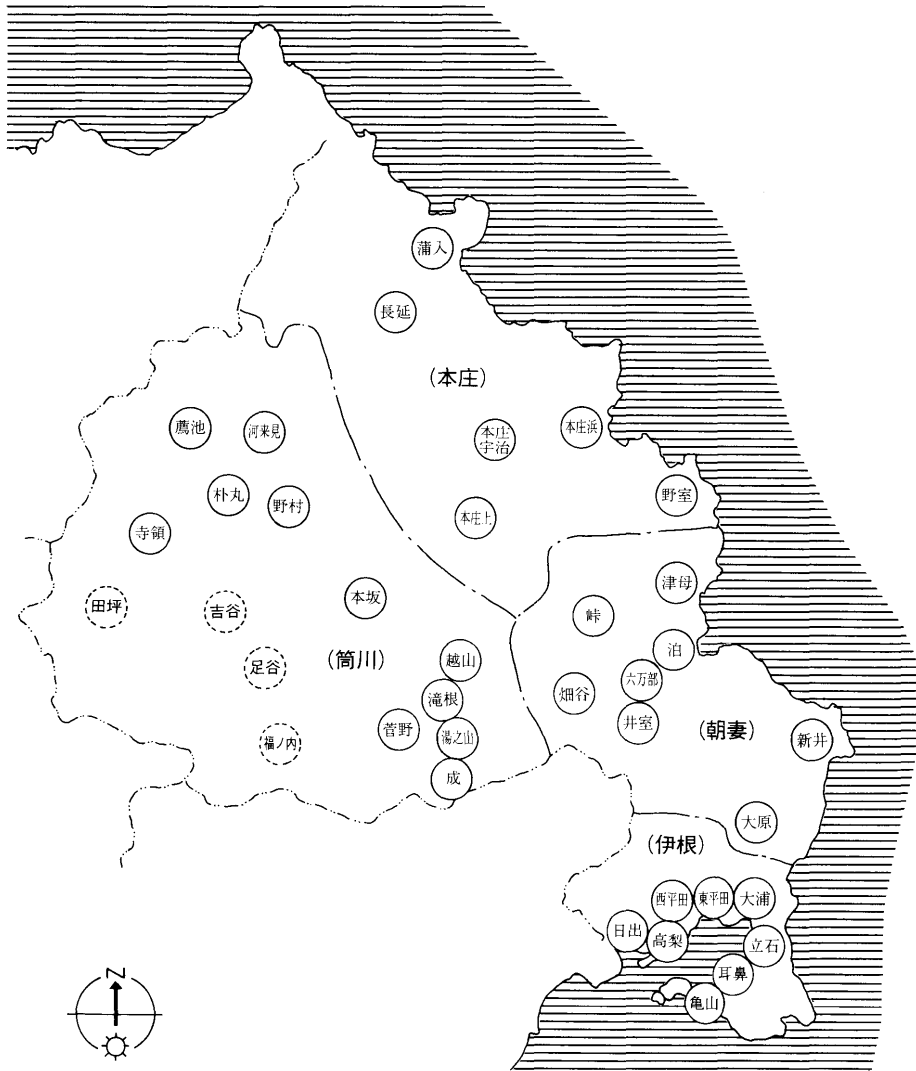 蒲入
長延
(本庄)
薦池
河来見
本庄
宇治
本庄浜
朴丸
野村
野室
寺領
本庄上
津母
田坪
吉谷
本坂
峠
足谷
(筒川)
越山
泊
六万部
滝根
畑谷
菅野
湯之山
井室
(朝妻)
新井
福ノ内
成
大原
(伊根)
西平田
東平田
大浦
日出
高梨
立石
耳鼻
亀山
N